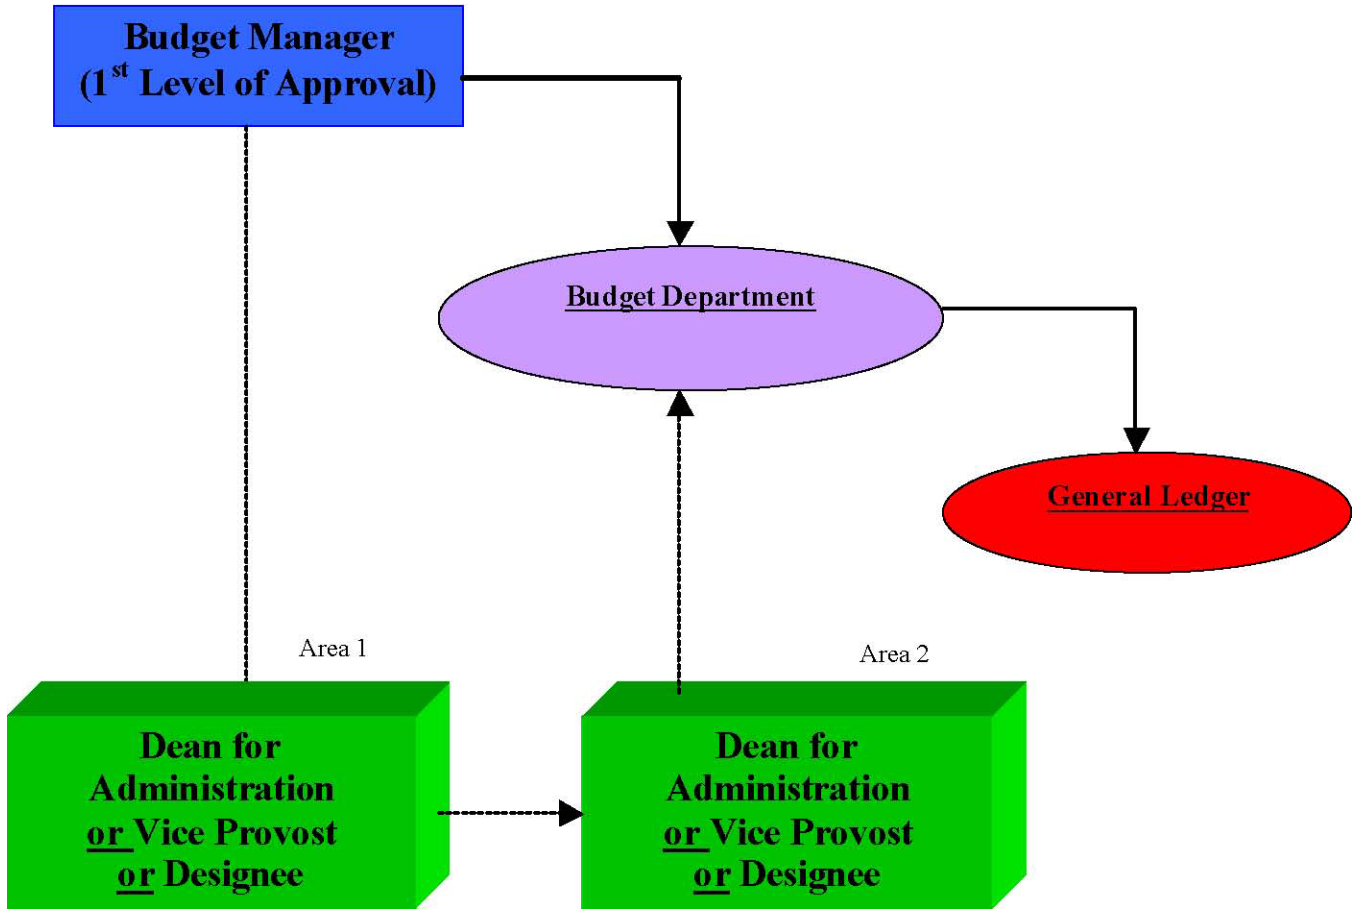 Budget Manager
(1st Level of Approval)
Budget Department
General Ledger
Area 1
Area 2
Dean for
Administration
or Vice Provost
or Designee
Dean for
Administration
or Vice Provost
or Designee